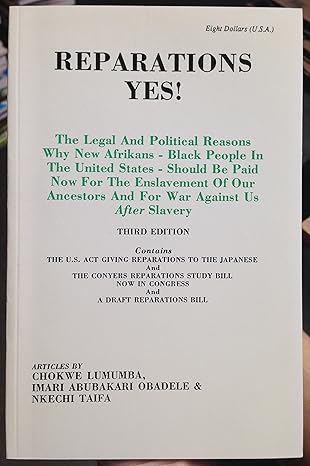 Eight Dollars (U.S.A.)
REPARATIONS
YES!
The Legal And Political Reasons
Why New Afrikans - Black People In
The United States - Should Be Paid
Now For The Enslavement Of Our
Ancestors And For War Against Us
After Slavery
THIRD EDITION
Contains
THE U.S. ACT GIVING REPARATIONS TO THE JAPANESE
And
THE CONYERS REPARATIONS STUDY BILL
NOW IN CONGRESS
And
A DRAFT REPARATIONS BILL
ARTICLES BY
CHOKWE LUMUMBA,
IMARI ABUBAKARI OBADELE &
NKECHI TAIFA